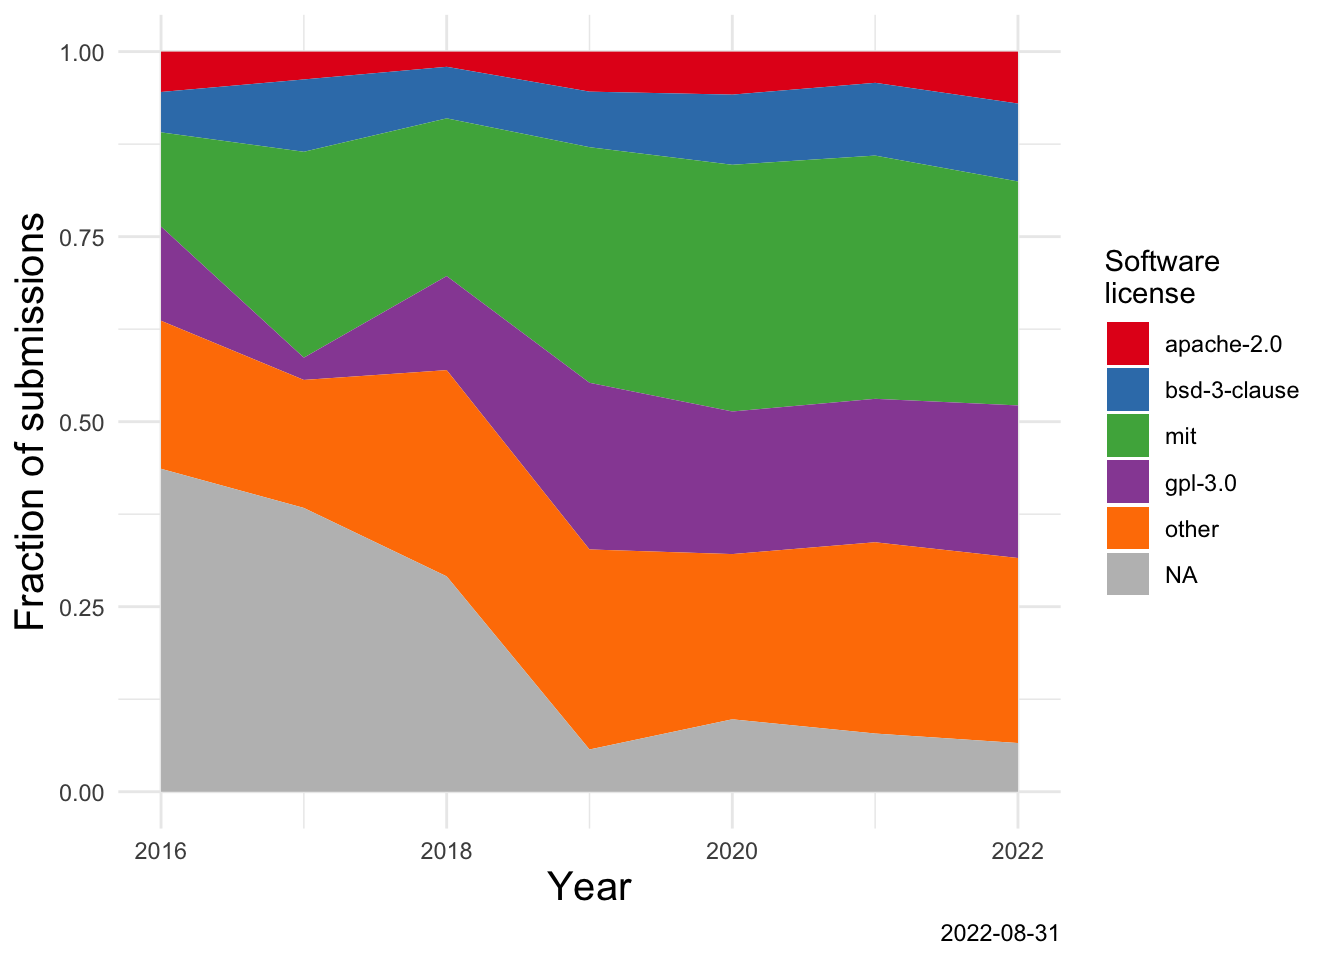 Fraction of submissions
1.00
0.75
0.50
0.25
0.00
2016
2018
2020
2022
Year
Software
license
apache-2.0
bsd-3-clause
mit
gpl-3.0
other
NA
2022-08-31